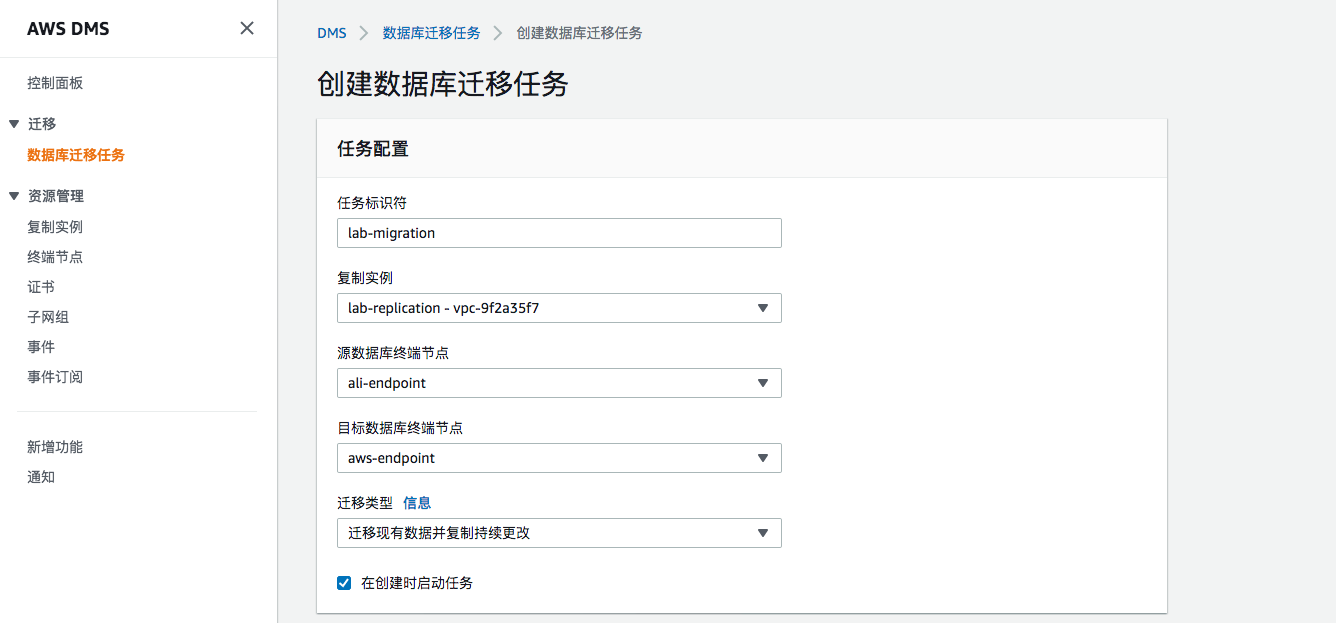 AWS DMS
控制面板
迁移
数据库迁移任务
资源管理
复制实例
终端节点
证书
子网组
事件
事件订阅
新增功能
通知
DMS 数据库迁移任务 创建数据库迁移任务
创建数据库迁移任务
任务配置
任务标识符
lab-migration
复制实例
lab-replication - vpc-9f2a35f7
源数据库终端节点
ali-endpoint
目标数据库终端节点
aws-endpoint
迁移类型 信息
迁移现有数据并复制持续更改
在创建时启动任务